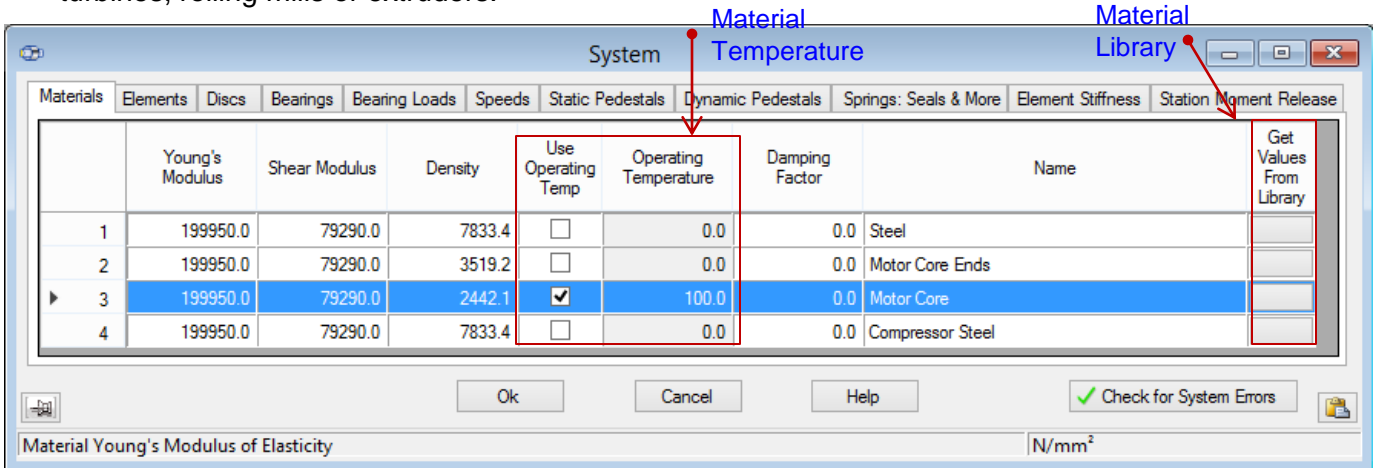 turbines, rolling mills or extruders.
Material
Temperature
Material
Library
System
Materials Elements Discs Bearings Bearing Loads Speeds Static Pedestals Dynamic Pedestals Springs: Seals & More Element Stiffness Station Moment Release
Young's Modulus Shear Modulus Density Use Operating Temp Operating Temperature Damping Factor Name Get Values From Library
1 199950.0 79290.0 7833.4 0.0 0.0 Steel
2 199950.0 79290.0 3519.2 0.0 0.0 Motor Core Ends
3 199950.0 79290.0 2442.1 100.0 0.0 Motor Core
4 199950.0 79290.0 7833.4 0.0 0.0 Compressor Steel
Ok Cancel Help Check for System Errors
Material Young's Modulus of Elasticity N/mm²